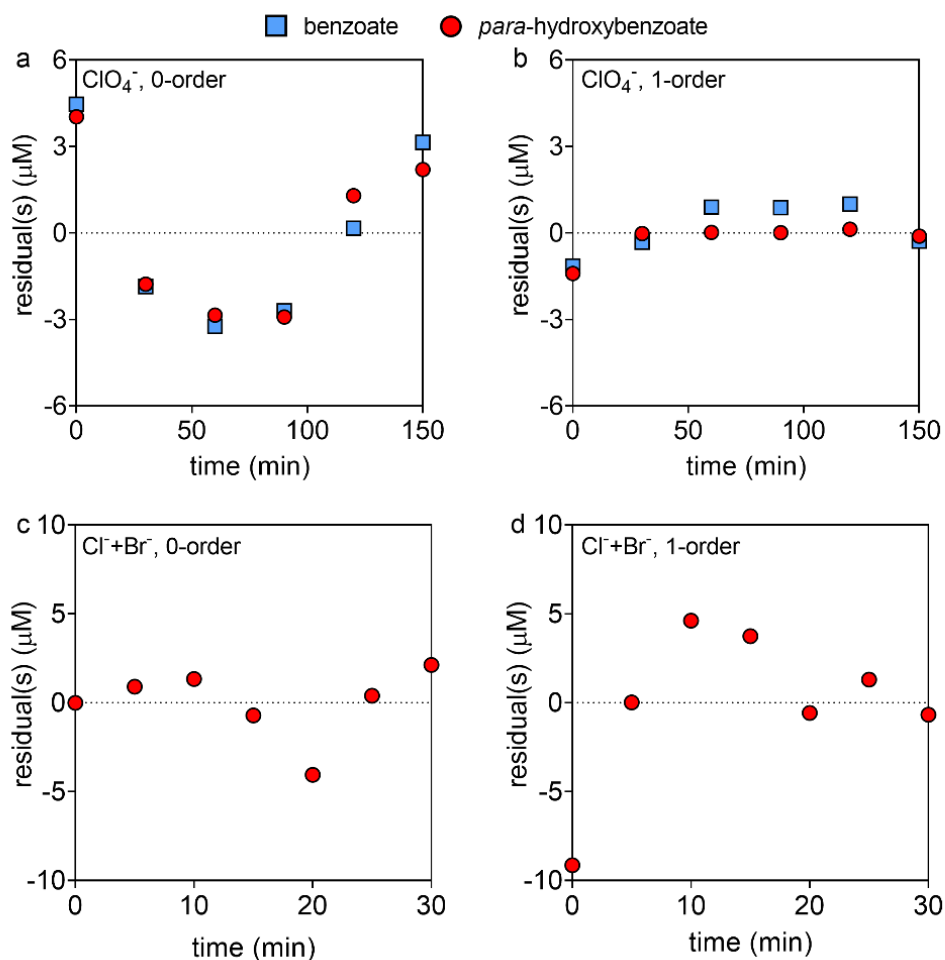 benzoate para-hydroxybenzoate
a
ClO₄⁻, 0-order
residual(s) (μM)
6
3
0
-3
-6
0 50 100 150
time (min)
b
ClO₄⁻, 1-order
residual(s) (μM)
6
3
0
-3
-6
0 50 100 150
time (min)
c
Cl⁻+Br⁻, 0-order
residual(s) (μM)
10
5
0
-5
-10
0 10 20 30
time (min)
d
Cl⁻+Br⁻, 1-order
residual(s) (μM)
10
5
0
-5
-10
0 10 20 30
time (min)